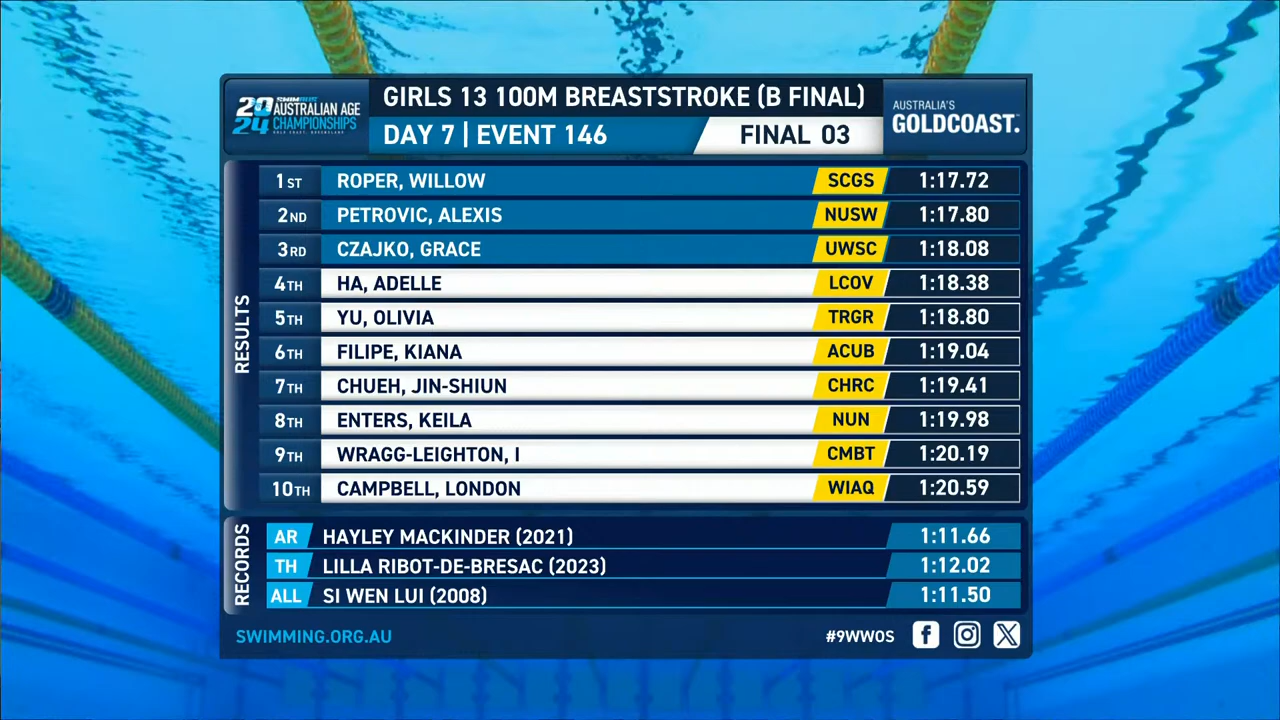 2024 SWIMMING AUSTRALIAN AGE CHAMPIONSHIPS
GOLD COAST, QUEENSLAND
GIRLS 13 100M BREASTSTROKE (B FINAL)
DAY 7 | EVENT 146
FINAL 03
AUSTRALIA'S
GOLDCOAST.
RESULTS
1ST ROPER, WILLOW SCGS 1:17.72
2ND PETROVIC, ALEXIS NUSW 1:17.80
3RD CZAJKO, GRACE UWSC 1:18.08
4TH HA, ADELLE LCOV 1:18.38
5TH YU, OLIVIA TRGR 1:18.80
6TH FILIPE, KIANA ACUB 1:19.04
7TH CHUEH, JIN-SHIUN CHRC 1:19.41
8TH ENTERS, KEILA NUN 1:19.98
9TH WRAGG-LEIGHTON, I CMBT 1:20.19
10TH CAMPBELL, LONDON WIAQ 1:20.59
RECORDS
AR HAYLEY MACKINDER (2021) 1:11.66
TH LILLA RIBOT-DE-BRESAC (2023) 1:12.02
ALL SI WEN LUI (2008) 1:11.50
SWIMMING.ORG.AU
#9WWOS